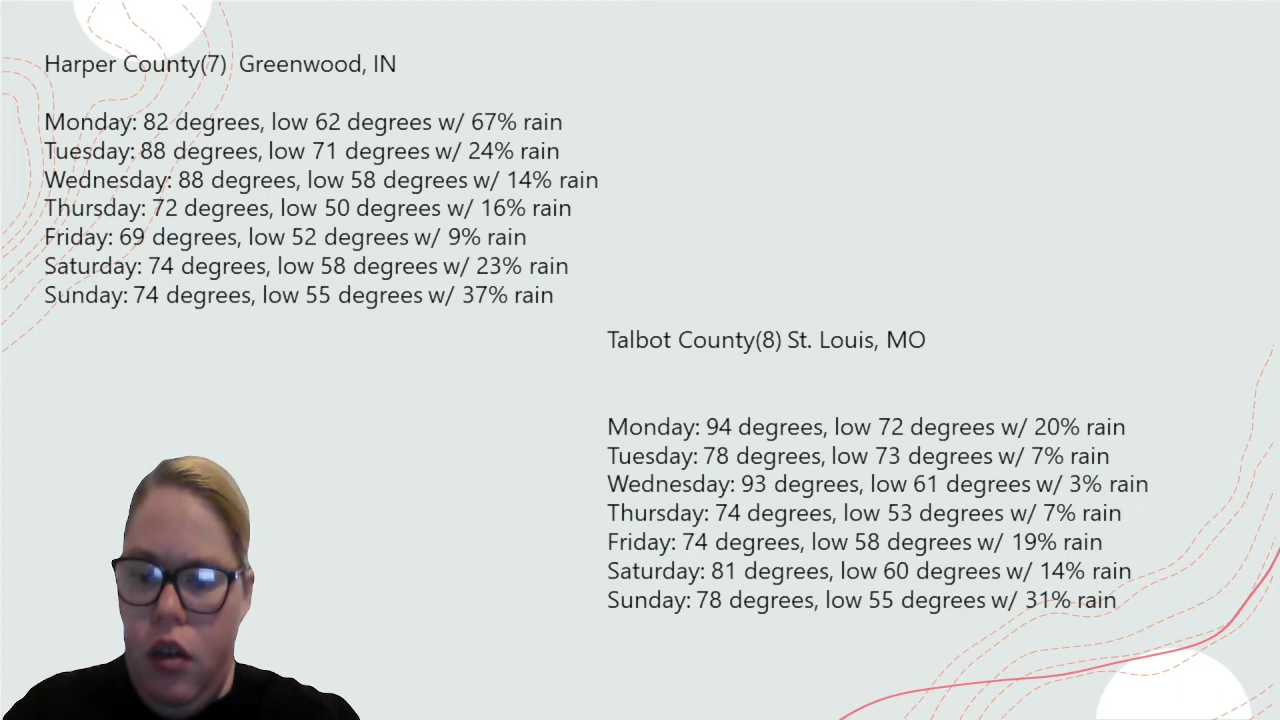 Harper County(7)  Greenwood, IN
Monday: 82 degrees, low 62 degrees w/ 67% rain
Tuesday: 88 degrees, low 71 degrees w/ 24% rain
Wednesday: 88 degrees, low 58 degrees w/ 14% rain
Thursday: 72 degrees, low 50 degrees w/ 16% rain
Friday: 69 degrees, low 52 degrees w/ 9% rain
Saturday: 74 degrees, low 58 degrees w/ 23% rain
Sunday: 74 degrees, low 55 degrees w/ 37% rain
Talbot County(8) St. Louis, MO
Monday: 94 degrees, low 72 degrees w/ 20% rain
Tuesday: 78 degrees, low 73 degrees w/ 7% rain
Wednesday: 93 degrees, low 61 degrees w/ 3% rain
Thursday: 74 degrees, low 53 degrees w/ 7% rain
Friday: 74 degrees, low 58 degrees w/ 19% rain
Saturday: 81 degrees, low 60 degrees w/ 14% rain
Sunday: 78 degrees, low 55 degrees w/ 31% rain